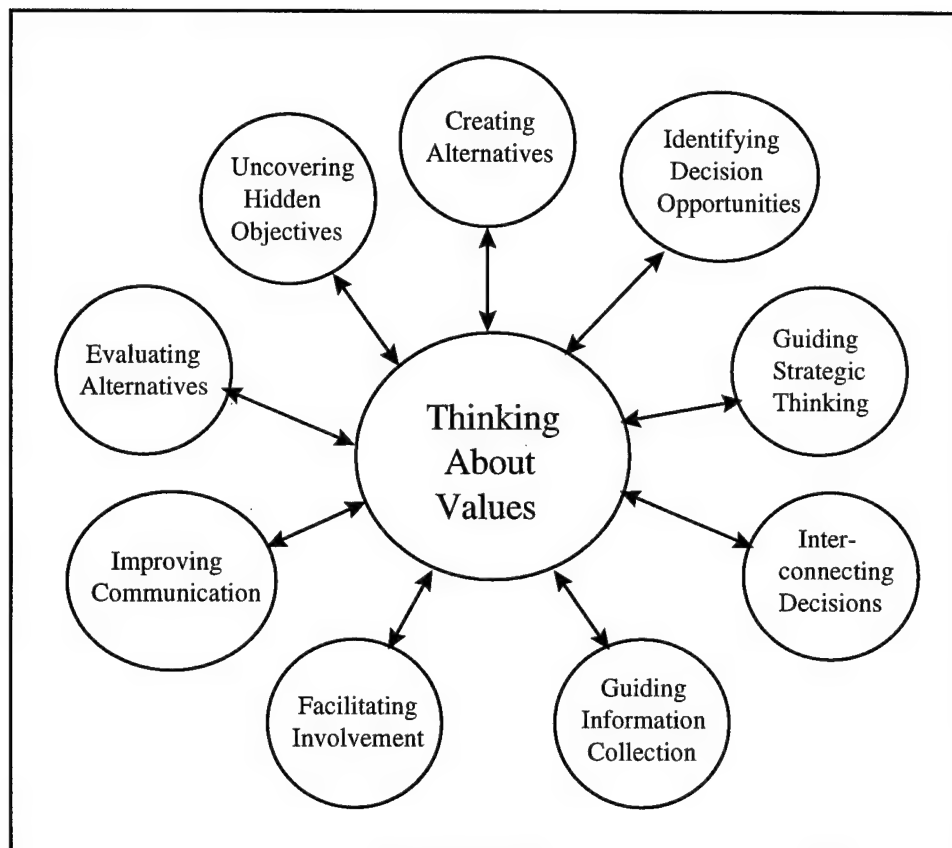 Creating
Alternatives
Identifying
Decision
Opportunities
Uncovering
Hidden
Objectives
Guiding
Strategic
Thinking
Evaluating
Alternatives
Thinking
About
Values
Inter-
connecting
Decisions
Improving
Communication
Facilitating
Involvement
Guiding
Information
Collection